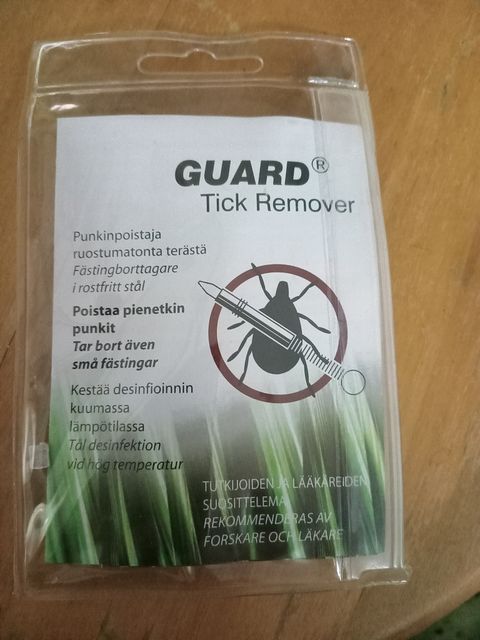 GUARD®
Tick Remover
Punkinpoistaja
ruostumatonta terästä
Fästingborttagare
i rostfritt stål
Poistaa pienetkin
punkit
Tar bort även
små fästingar
Kestää desinfioinnin
kuumassa
lämpötilassa
Tål desinfektion
vid hög temperatur
TUTKIJOIDEN JA LÄÄKÄREIDEN
SUOSITTELEMA
REKOMMENDERAS AV
FORSKARE OCH LÄKARE